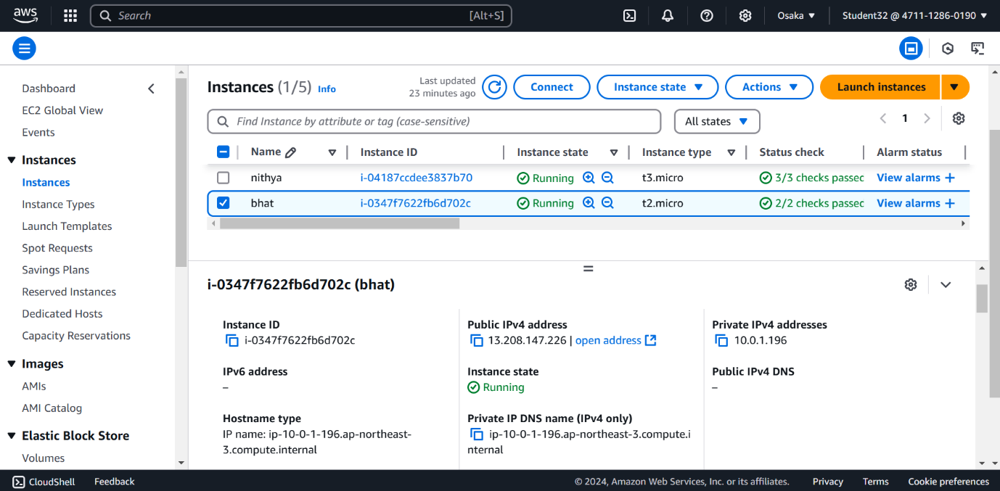 aws
Search [Alt+S]
Osaka
Student32 @ 4711-1286-0190
Dashboard
EC2 Global View
Events
Instances
Instances
Instance Types
Launch Templates
Spot Requests
Savings Plans
Reserved Instances
Dedicated Hosts
Capacity Reservations
Images
AMIs
AMI Catalog
Elastic Block Store
Volumes
Instances (1/5) Info
Last updated
23 minutes ago
Connect
Instance state
Actions
Launch instances
Find Instance by attribute or tag (case-sensitive)
All states
1
Name Instance ID Instance state Instance type Status check Alarm status
nithya i-04187ccdee3837b70 Running t3.micro 3/3 checks passec View alarms +
bhat i-0347f7622fb6d702c Running t2.micro 2/2 checks passec View alarms +
i-0347f7622fb6d702c (bhat)
Instance ID
i-0347f7622fb6d702c
IPv6 address
–
Hostname type
IP name: ip-10-0-1-196.ap-northeast-
3.compute.internal
Public IPv4 address
13.208.147.226 | open address
Instance state
Running
Private IP DNS name (IPv4 only)
ip-10-0-1-196.ap-northeast-3.compute.i
nternal
Private IPv4 addresses
10.0.1.196
Public IPv4 DNS
–
CloudShell
Feedback
© 2024, Amazon Web Services, Inc. or its affiliates.
Privacy
Terms
Cookie preferences